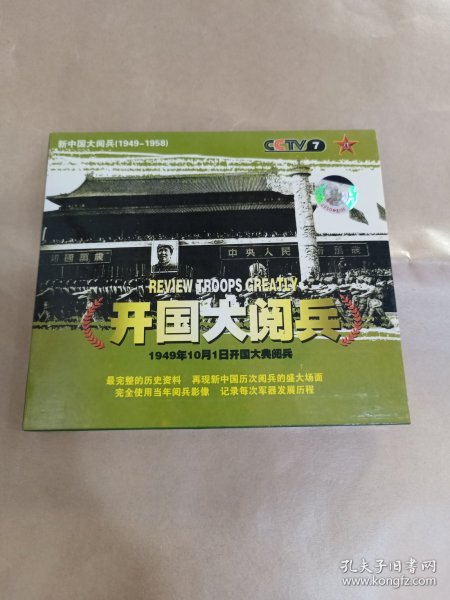 新中国大阅兵(1949-1958)
CCTV 7
中央人民
REVIEW TROOPS GREATLY
开国大阅兵
1949年10月1日开国大典阅兵
最完整的历史资料 再现新中国历次阅兵的盛大场面
完全使用当年阅兵影像 记录每次军器发展历程
孔夫子旧书网
www.kongfz.com